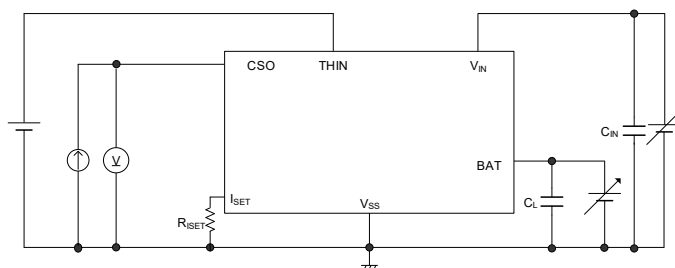 CSO THIN VIN
CIN
V
BAT
ISET
VSS
CL
RISET